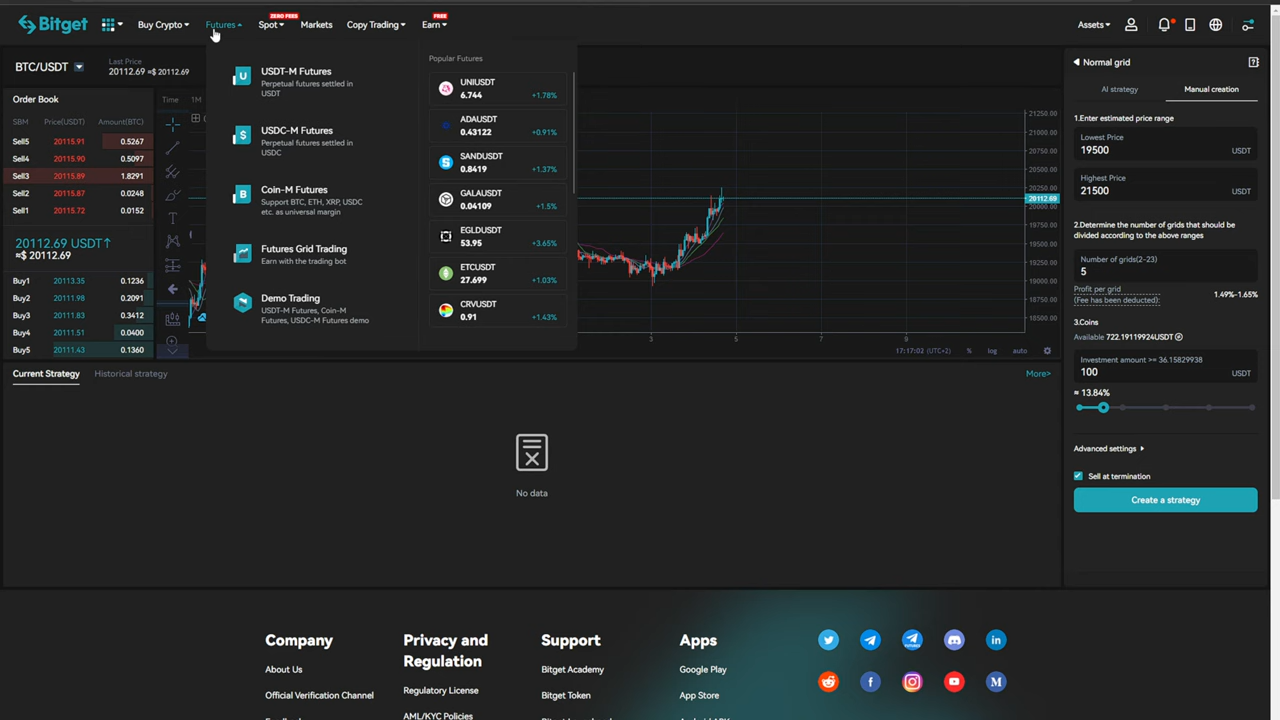 Bitget
Buy Crypto
Futures
ZERO FEES
Spot
Markets
Copy Trading
FREE
Earn
Assets
BTC/USDT
Last Price
20112.69 ≈$ 20112.69
Order Book
SBM Price(USDT) Amount(BTC)
Sell5 20115.91 0.5267
Sell4 20115.90 0.5097
Sell3 20115.89 1.8291
Sell2 20115.87 0.0248
Sell1 20115.72 0.0152
20112.69 USDT↑
≈$ 20112.69
Buy1 20113.35 0.1236
Buy2 20111.98 0.2091
Buy3 20111.83 0.3412
Buy4 20111.51 0.0400
Buy5 20111.43 0.1360
Time 1M
USDT-M Futures
Perpetual futures settled in
USDT
USDC-M Futures
Perpetual futures settled in
USDC
Coin-M Futures
Support BTC, ETH, XRP, USDC
etc. as universal margin
Futures Grid Trading
Earn with the trading bot
Demo Trading
USDT-M Futures, Coin-M
Futures, USDC-M Futures demo
Popular Futures
UNIUSDT
6.744 +1.78%
ADAUSDT
0.43122 +0.91%
SANDUSDT
0.8419 +1.37%
GALAUSDT
0.04109 +1.5%
EGLDUSDT
53.95 +3.65%
ETCUSDT
27.699 +1.03%
CRVUSDT
0.91 +1.43%
21250.00
21000.00
20750.00
20500.00
20250.00
20112.69
20000.00
19750.00
19500.00
19250.00
19000.00
18750.00
18500.00
3 5 7 9
17:17:02 (UTC+2) % log auto
Normal grid
AI strategy
Manual creation
1.Enter estimated price range
Lowest Price
19500 USDT
Highest Price
21500 USDT
2.Determine the number of grids that should be
divided according to the above ranges
Number of grids(2-23)
5
Profit per grid
(Fee has been deducted):
1.49%-1.65%
3.Coins
Available 722.19119924USDT
Investment amount >= 36.15829938
100 USDT
≈ 13.84%
Advanced settings
Sell at termination
Create a strategy
Current Strategy
Historical strategy
More>
No data
Company
About Us
Official Verification Channel
Privacy and
Regulation
Regulatory License
AML/KYC Policies
Support
Bitget Academy
Bitget Token
Apps
Google Play
App Store